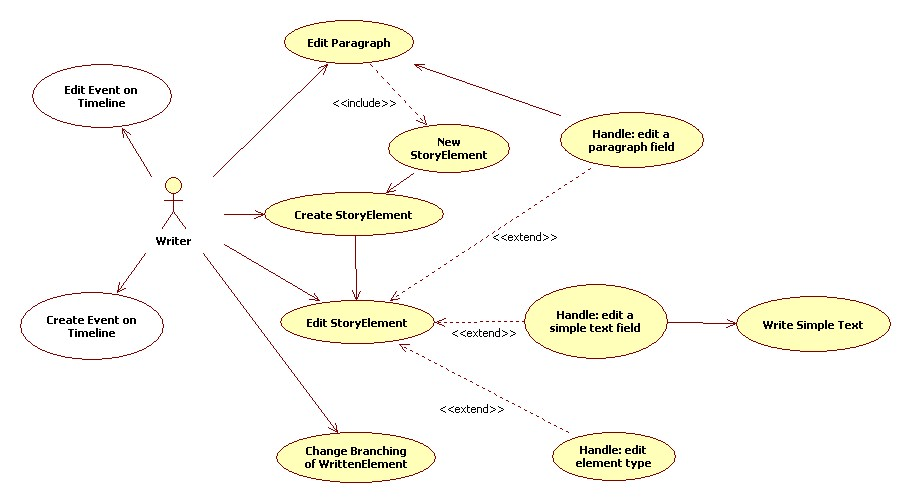 Edit Paragraph
Edit Event on
Timeline
<<include>>
New
StoryElement
Handle: edit a
paragraph field
Create StoryElement
Writer
<<extend>>
Create Event on
Timeline
Edit StoryElement
<<extend>>
Handle: edit a
simple text field
Write Simple Text
<<extend>>
Change Branching
of WrittenElement
Handle: edit
element type